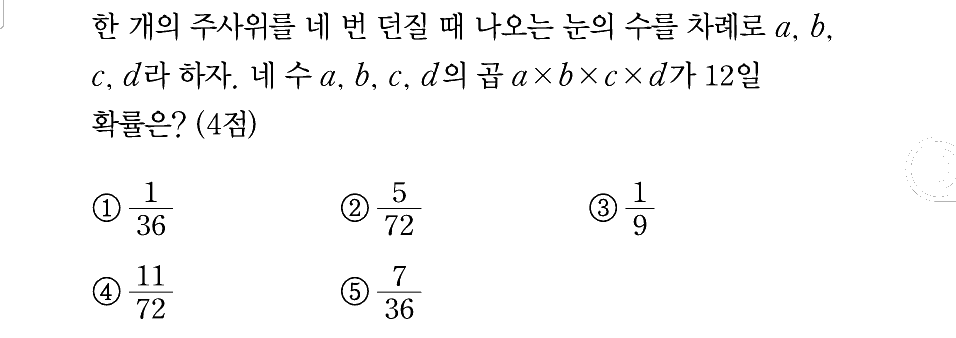 한 개의 주사위를 네 번 던질 때 나오는 눈의 수를 차례로 a, b,
c, d라 하자. 네 수 a, b, c, d의 곱 a×b×c×d가 12일
확률은? (4점)
① 1/36 ② 5/72 ③ 1/9
④ 11/72 ⑤ 7/36